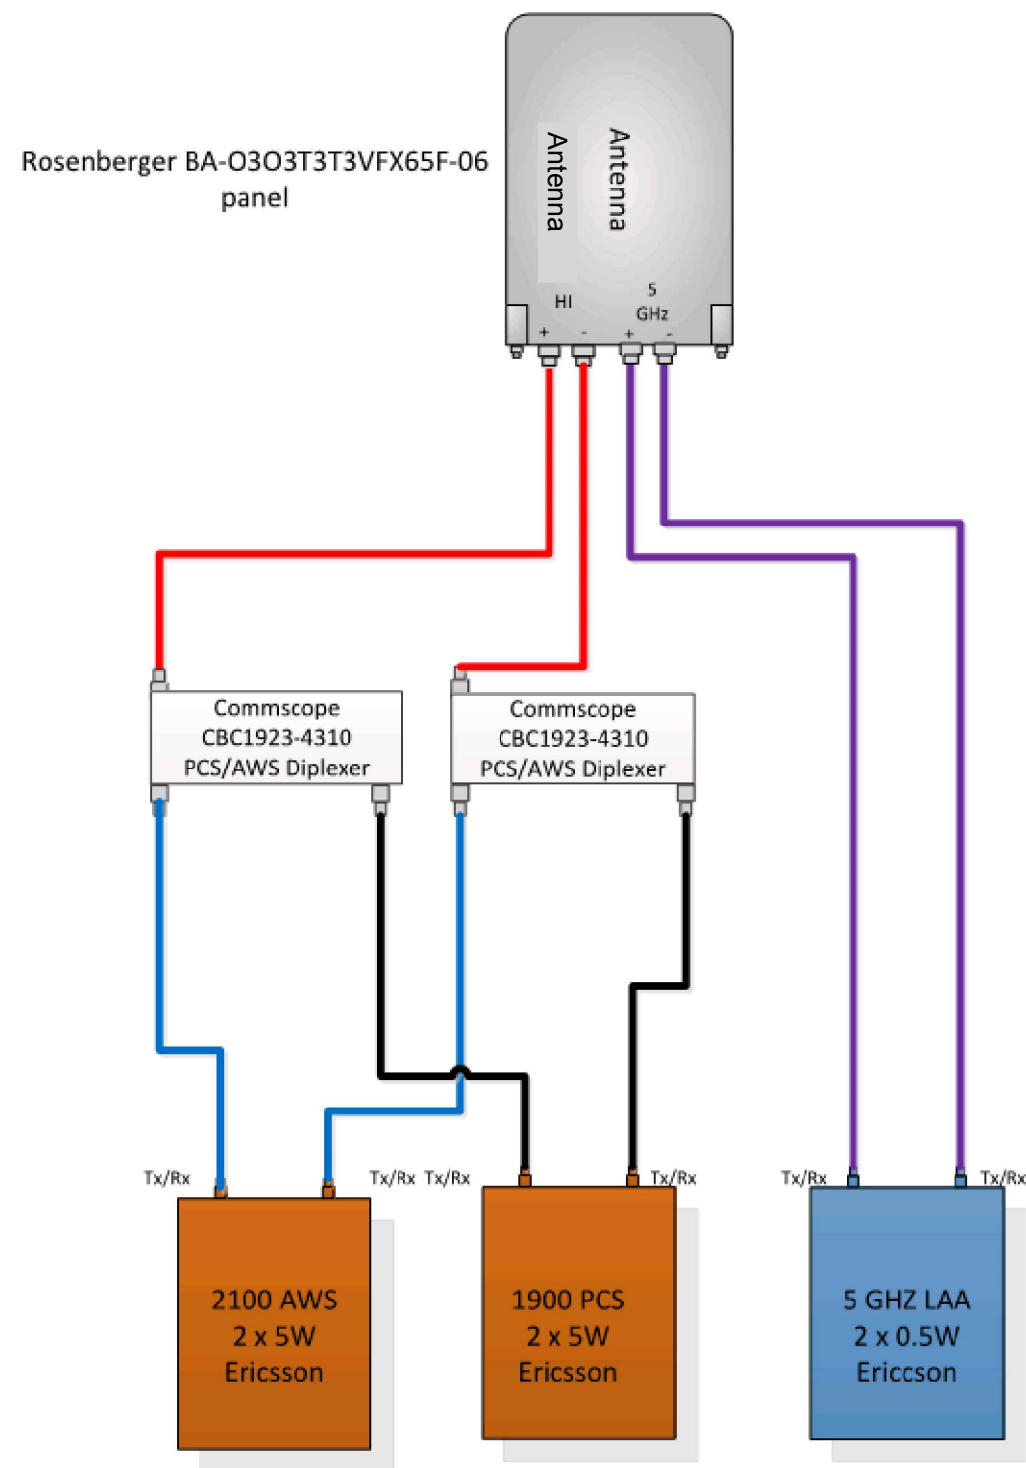 Rosenberger BA-O3O3T3T3VFX65F-06
panel
Antenna
Antenna
HI
5
GHz
+
-
+
-
Commscope
CBC1923-4310
PCS/AWS Diplexer
Commscope
CBC1923-4310
PCS/AWS Diplexer
Tx/Rx
Tx/Rx
Tx/Rx
Tx/Rx
Tx/Rx
Tx/Rx
2100 AWS
2 x 5W
Ericsson
1900 PCS
2 x 5W
Ericsson
5 GHZ LAA
2 x 0.5W
Ericcson